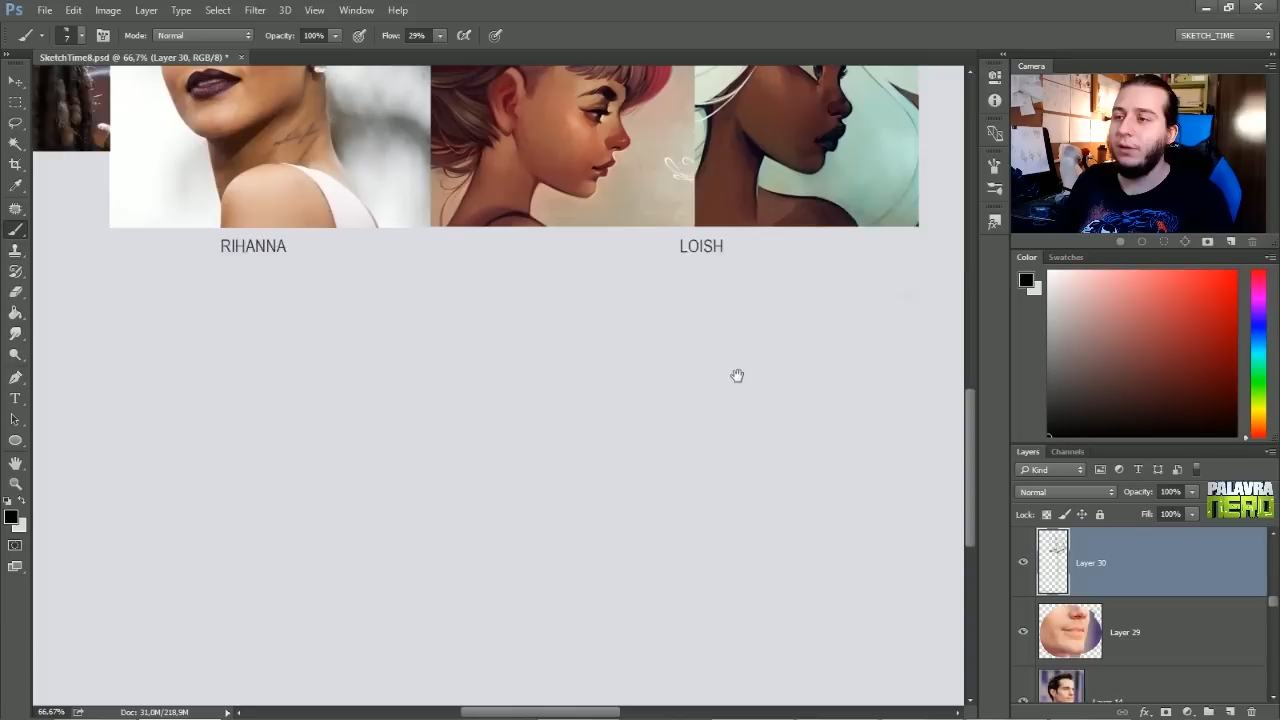 Ps File Edit Image Layer Type Select Filter 3D View Window Help
7 Mode: Normal Opacity: 100% Flow: 29% SKETCH_TIME
SketchTime8.psd @ 66,7% (Layer 30, RGB/8) *
Camera
RIHANNA
LOISH
Color Swatches
Layers Channels
Kind
Normal Opacity: 100%
PALAVRA
NERD
Lock: Fill: 100%
Layer 30
Layer 29
66,67% Doc: 31,0M/218,9M